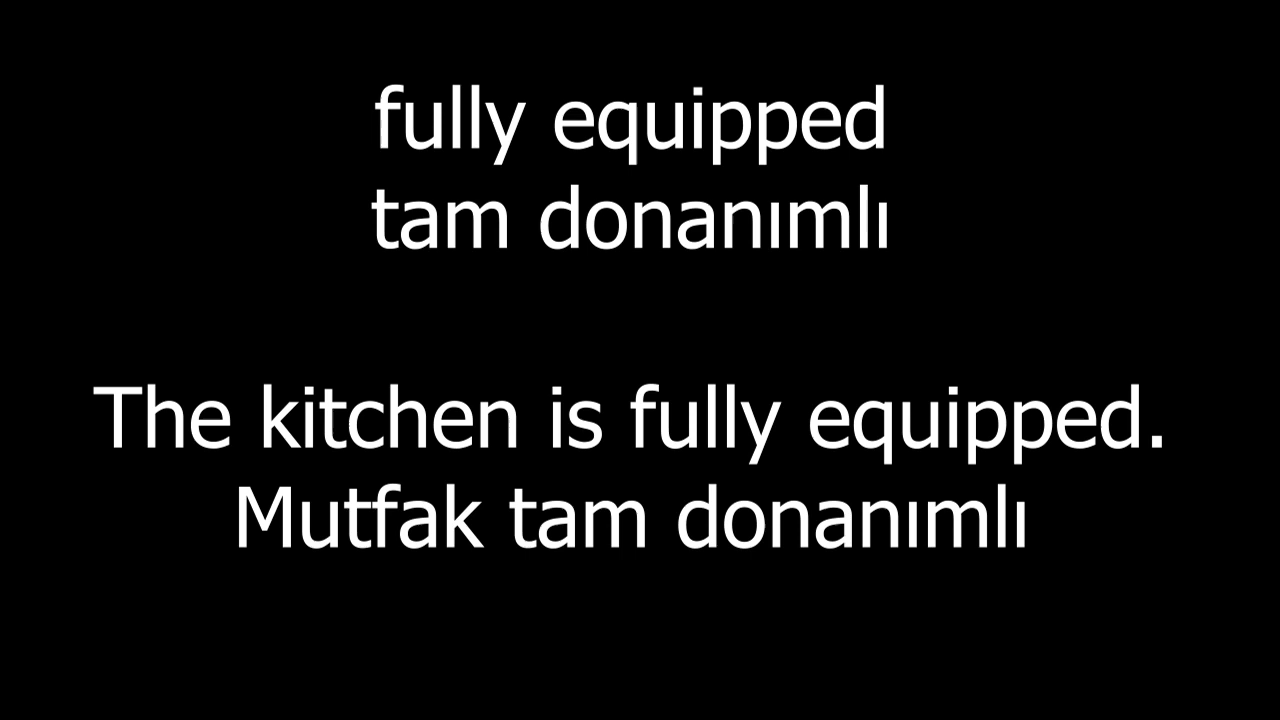 fully equipped
tam donanımlı
The kitchen is fully equipped.
Mutfak tam donanımlı